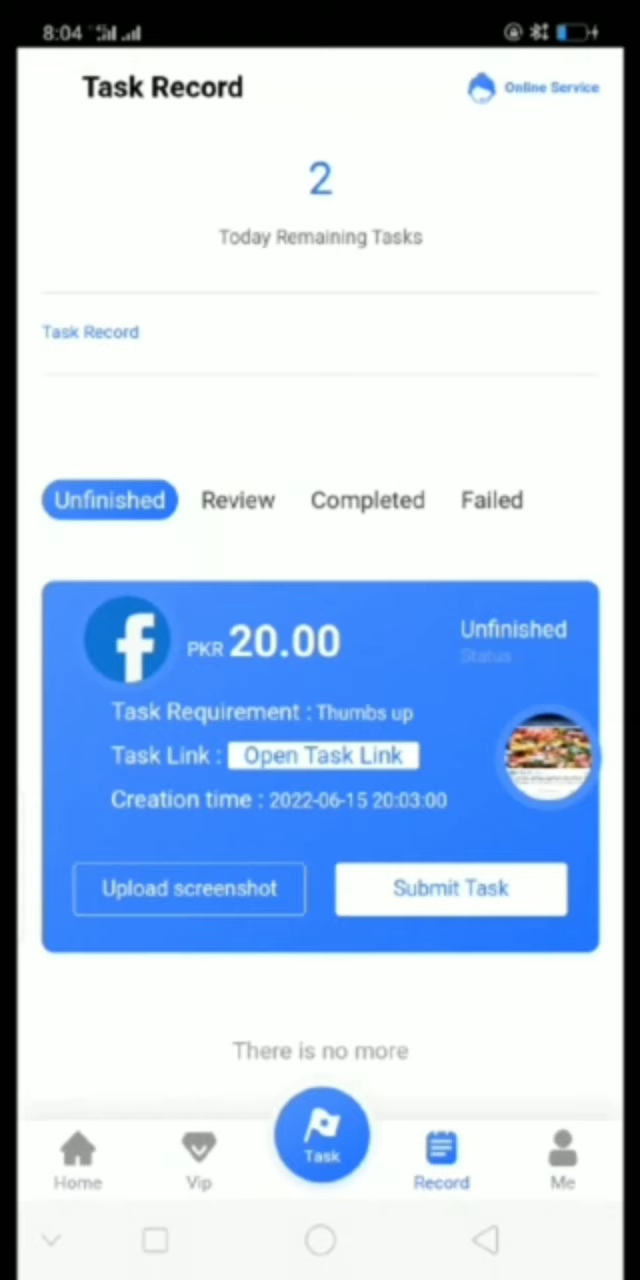 8:04
Task Record
Online Service
2
Today Remaining Tasks
Task Record
Unfinished Review Completed Failed
f PKR 20.00 Unfinished
Status
Task Requirement : Thumbs up
Task Link : Open Task Link
Creation time : 2022-06-15 20:03:00
Upload screenshot Submit Task
There is no more
Task
Home Vip Record Me